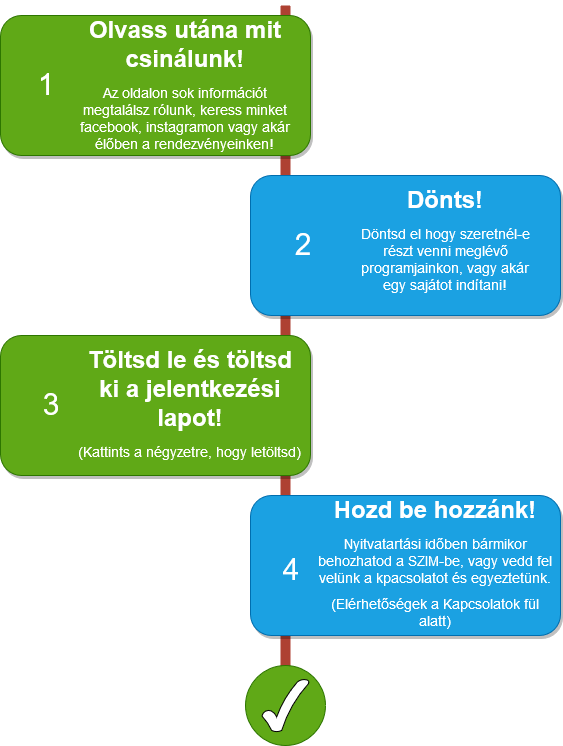 Olvass utána mit
csinálunk!
1
Az oldalon sok információt
megtalálsz rólunk, keress minket
facebook, instagramon vagy akár
élőben a rendezvényeinken!
Dönts!
2
Döntsd el hogy szeretnél-e
részt venni meglévő
programjainkon, vagy akár
egy sajátot indítani!
Töltsd le és töltsd
ki a jelentkezési
lapot!
3
(Kattints a négyzetre, hogy letöltsd)
Hozd be hozzánk!
4
Nyitvatartási időben bármikor
behozhatod a SZIM-be, vagy vedd fel
velünk a kpacsolatot és egyeztetünk.
(Elérhetőségek a Kapcsolatok fül
alatt)